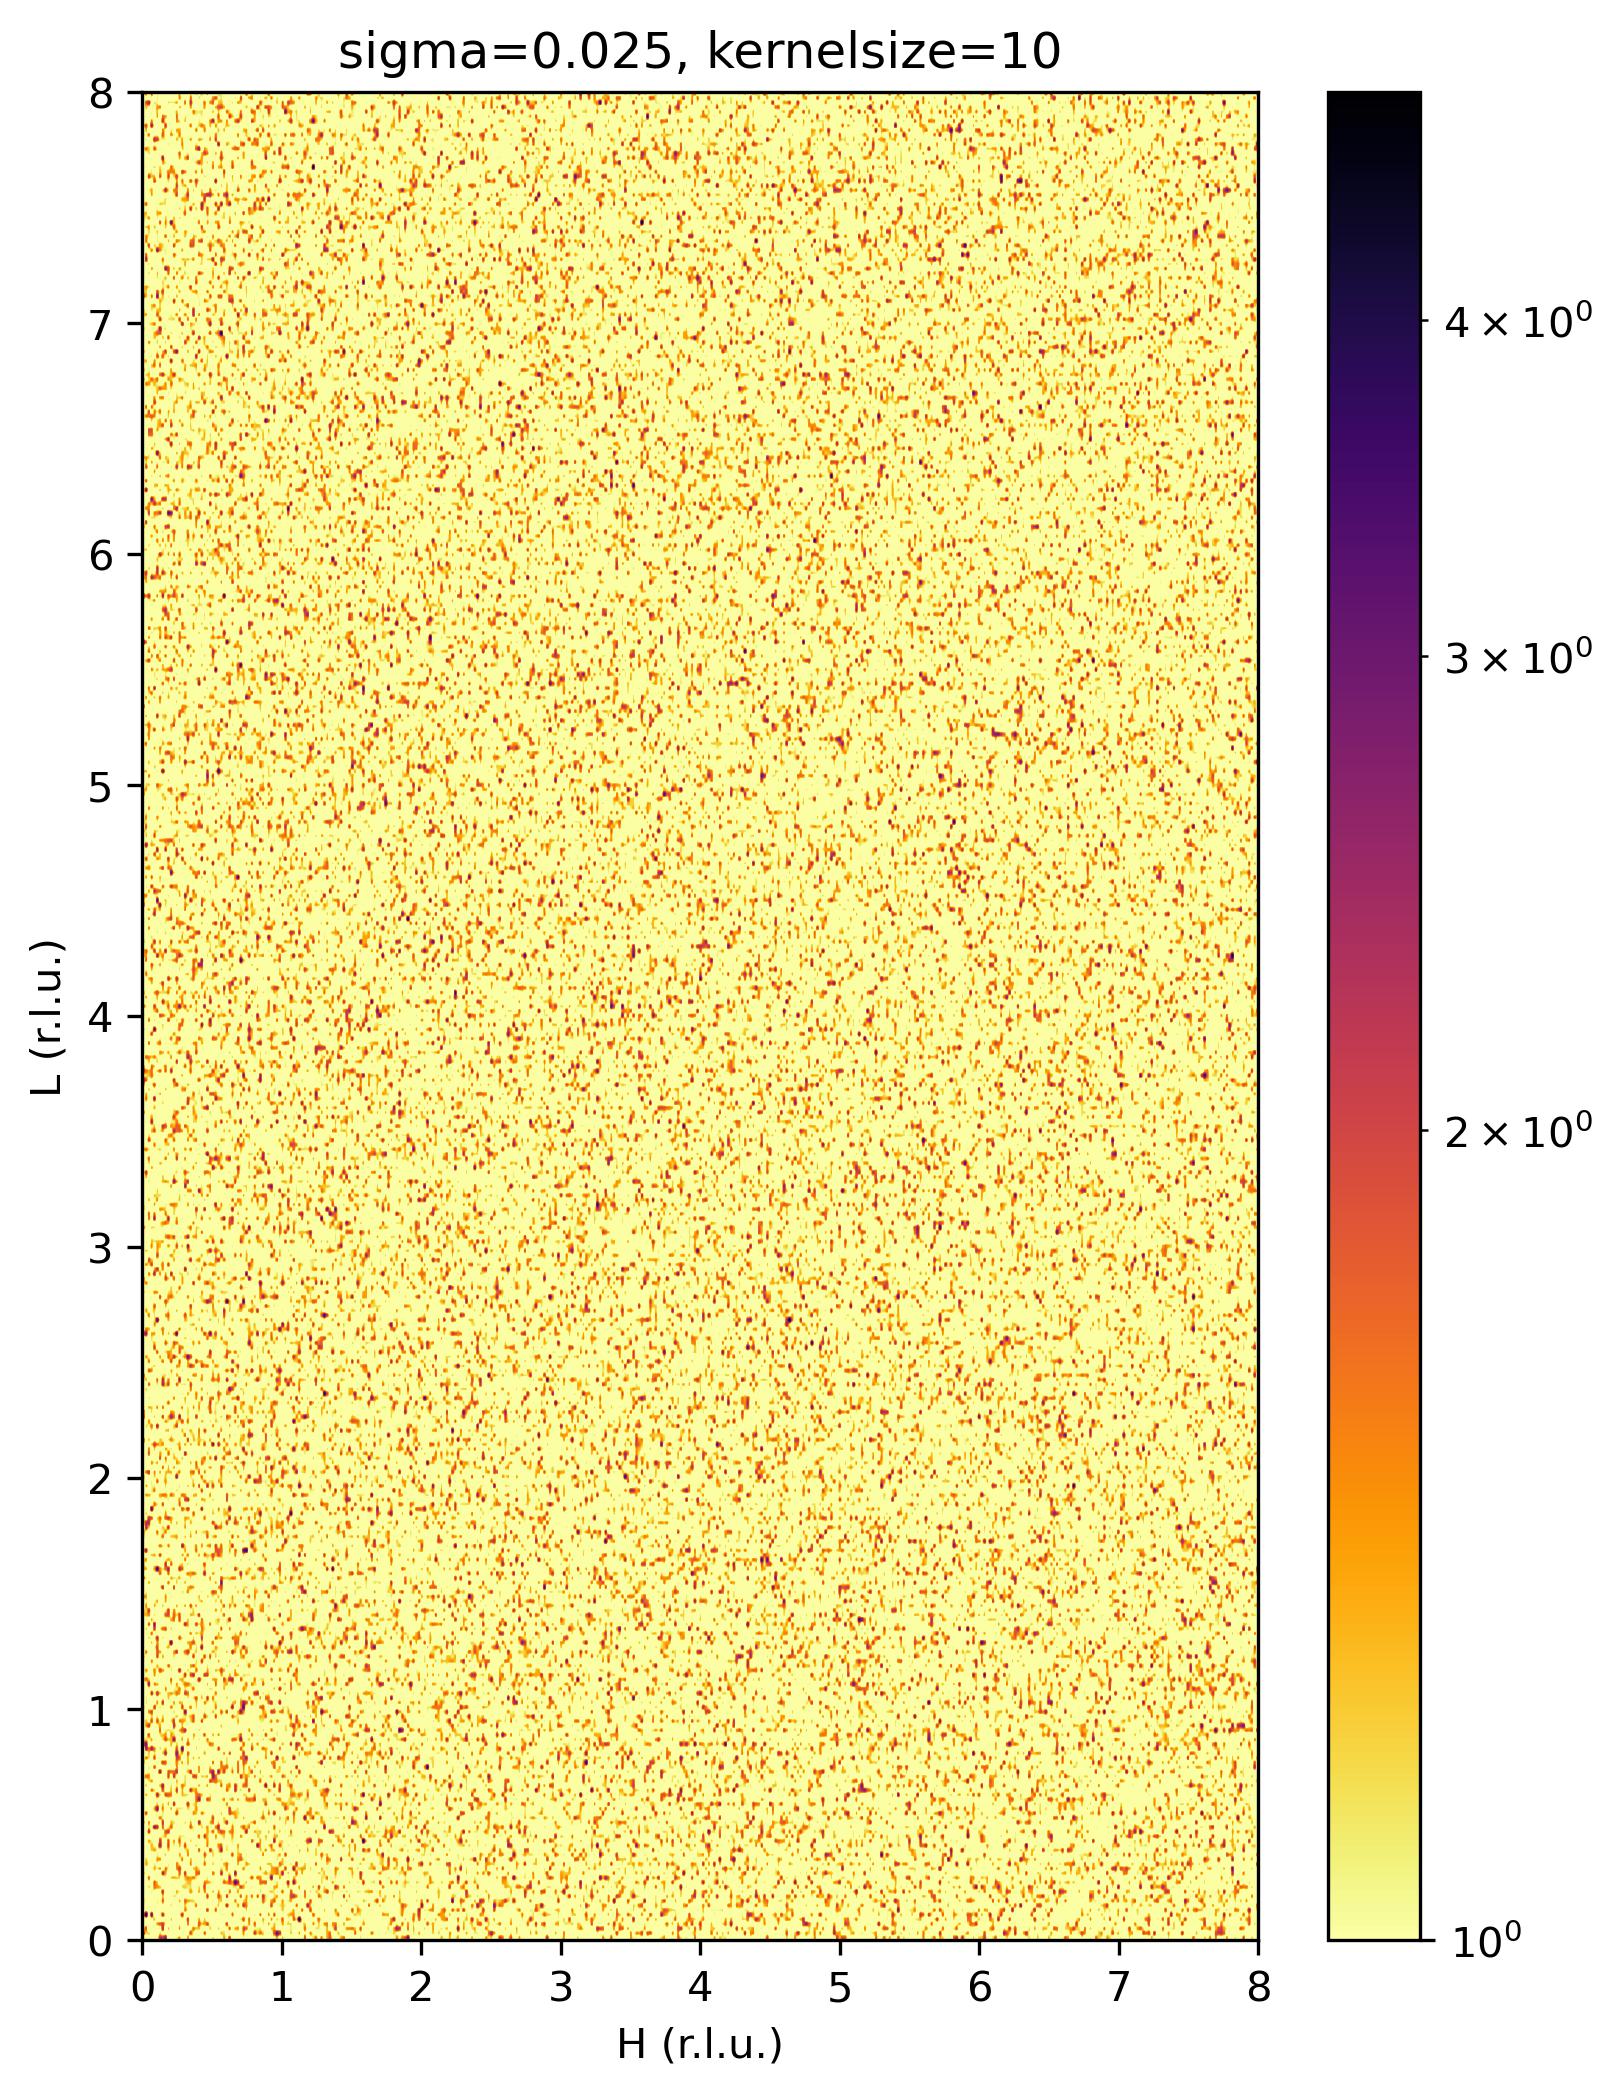 sigma=0.025, kernelsize=10
8
7
6
5
4
3
2
1
0
L (r.l.u.)
0 1 2 3 4 5 6 7 8
H (r.l.u.)
4 × 10⁰
3 × 10⁰
2 × 10⁰
10⁰